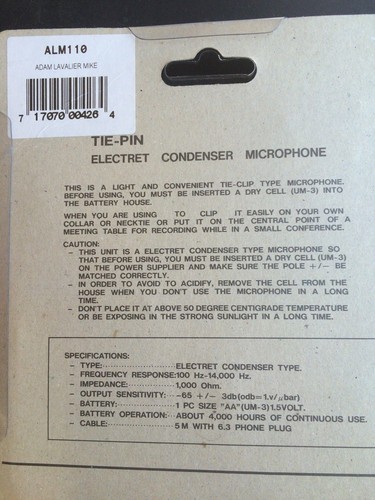 ALM110
ADAM LAVALIER MIKE
7 17070 00426 4
TIE-PIN
ELECTRET CONDENSER MICROPHONE
THIS IS A LIGHT AND CONVENIENT TIE-CLIP TYPE MICROPHONE.
BEFORE USING, YOU MUST BE INSERTED A DRY CELL (UM-3) INTO
THE BATTERY HOUSE.
WHEN YOU ARE USING TO CLIP IT EASILY ON YOUR OWN
COLLAR OR NECKTIE OR PUT IT ON THE CENTRAL POINT OF A
MEETING TABLE FOR RECORDING WHILE IN A SMALL CONFERENCE.
CAUTION:
- THIS UNIT IS A ELECTRET CONDENSER TYPE MICROPHONE SO
THAT BEFORE USING, YOU MUST BE INSERTED A DRY CELL (UM-3)
ON THE POWER SUPPLIER AND MAKE SURE THE POLE +/- BE
MATCHED CORRECTLY.
- IN ORDER TO AVOID TO ACIDIFY, REMOVE THE CELL FROM THE
HOUSE WHEN YOU DON'T USE THE MICROPHONE IN A LONG
TIME.
- DON'T PLACE IT AT ABOVE 50 DEGREE CENTIGRADE TEMPERATURE
OR BE EXPOSING IN THE STRONG SUNLIGHT IN A LONG TIME.
SPECIFICATIONS:
- TYPE: ELECTRET CONDENSER TYPE.
- FREQUENCY RESPONSE: 100 Hz-14,000 Hz.
- IMPEDANCE: 1,000 Ohm.
- OUTPUT SENSITIVITY: -65 +/- 3db(odb=1.v/μbar)
- BATTERY: 1 PC SIZE "AA"(UM-3) 1.5VOLT.
- BATTERY OPERATION: ABOUT 4,000 HOURS OF CONTINUOUS USE.
- CABLE: 5 M WITH 6.3 PHONE PLUG